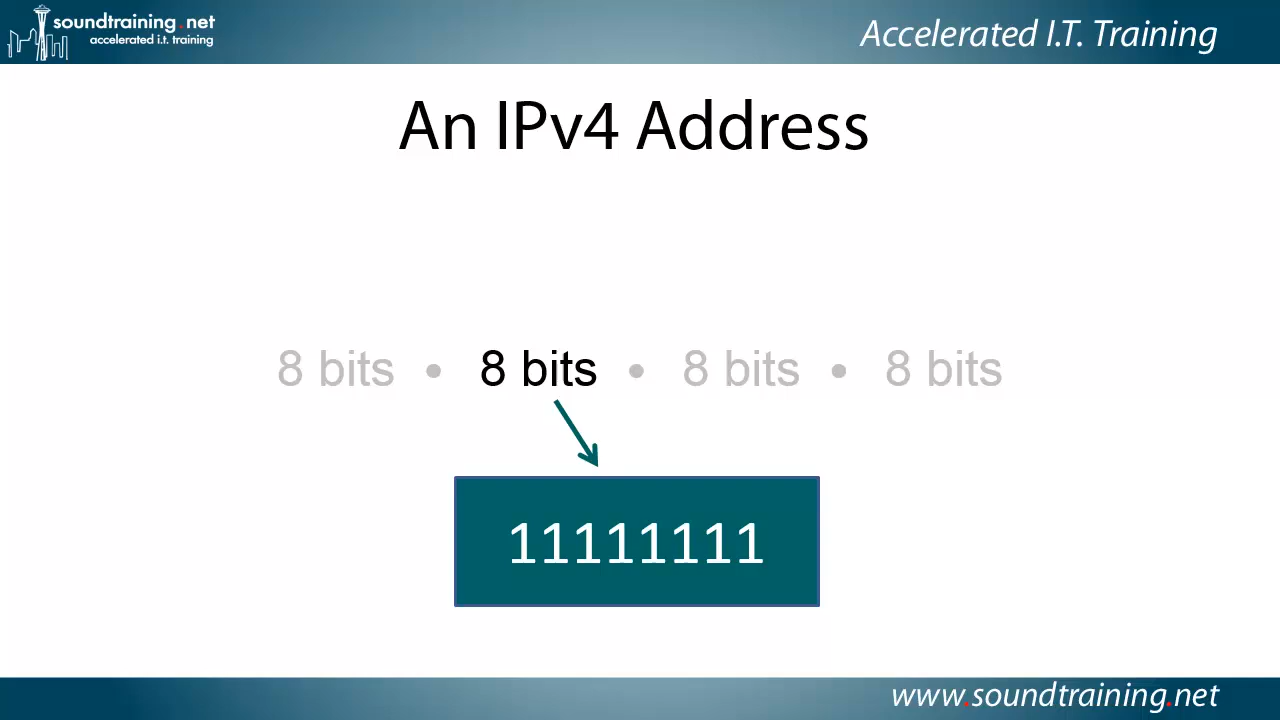 soundtraining.net
accelerated i.t. training
Accelerated I.T. Training
An IPv4 Address
8 bits • 8 bits • 8 bits • 8 bits
11111111
www.soundtraining.net